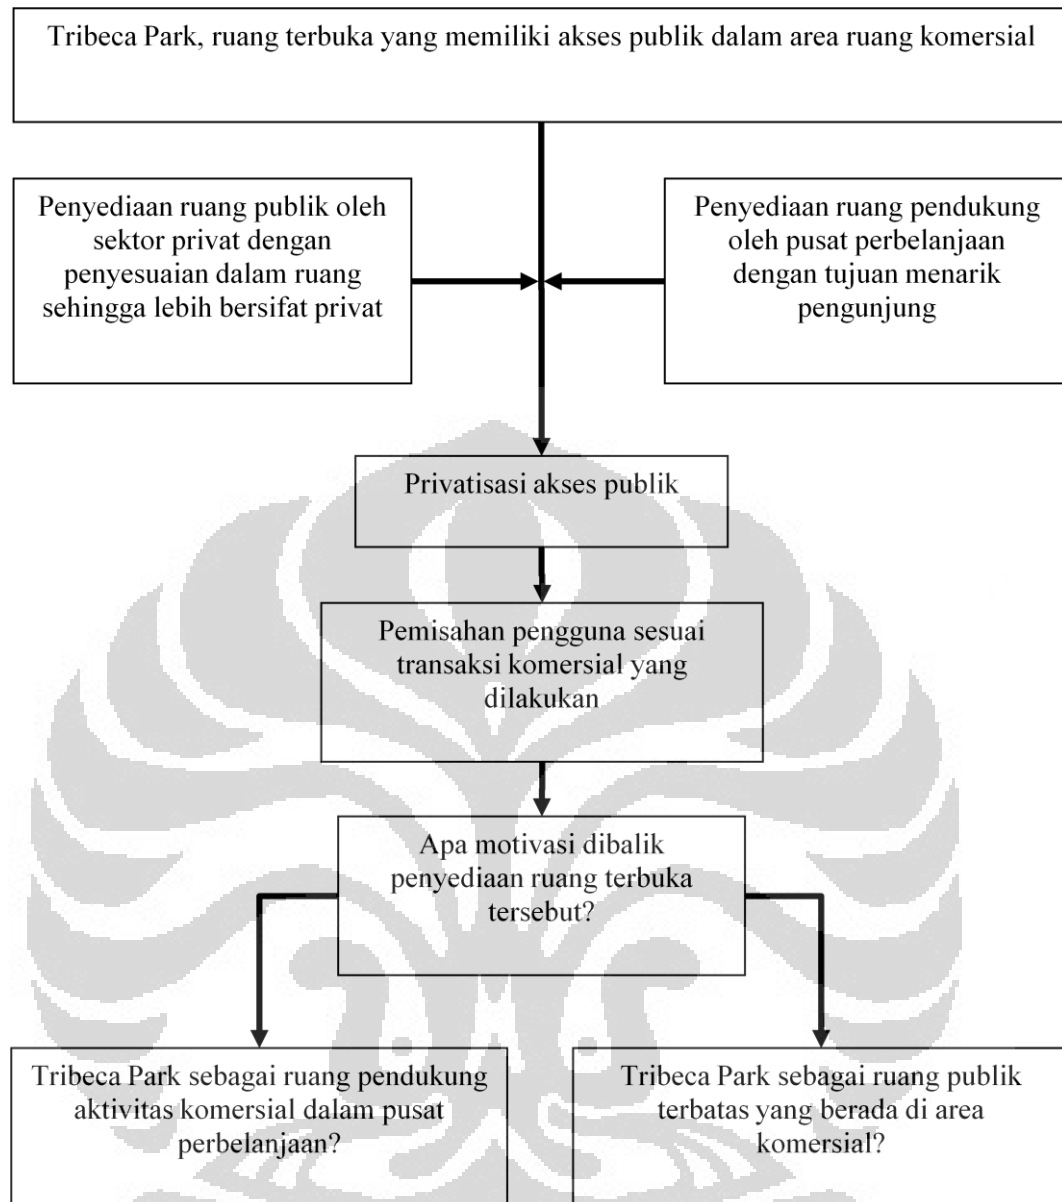 Tribeca Park, ruang terbuka yang memiliki akses publik dalam area ruang komersial
Penyediaan ruang publik oleh
sektor privat dengan
penyesuaian dalam ruang
sehingga lebih bersifat privat
Penyediaan ruang pendukung
oleh pusat perbelanjaan
dengan tujuan menarik
pengunjung
Privatisasi akses publik
Pemisahan pengguna sesuai
transaksi komersial yang
dilakukan
Apa motivasi dibalik
penyediaan ruang terbuka
tersebut?
Tribeca Park sebagai ruang pendukung
aktivitas komersial dalam pusat
perbelanjaan?
Tribeca Park sebagai ruang publik
terbatas yang berada di area
komersial?